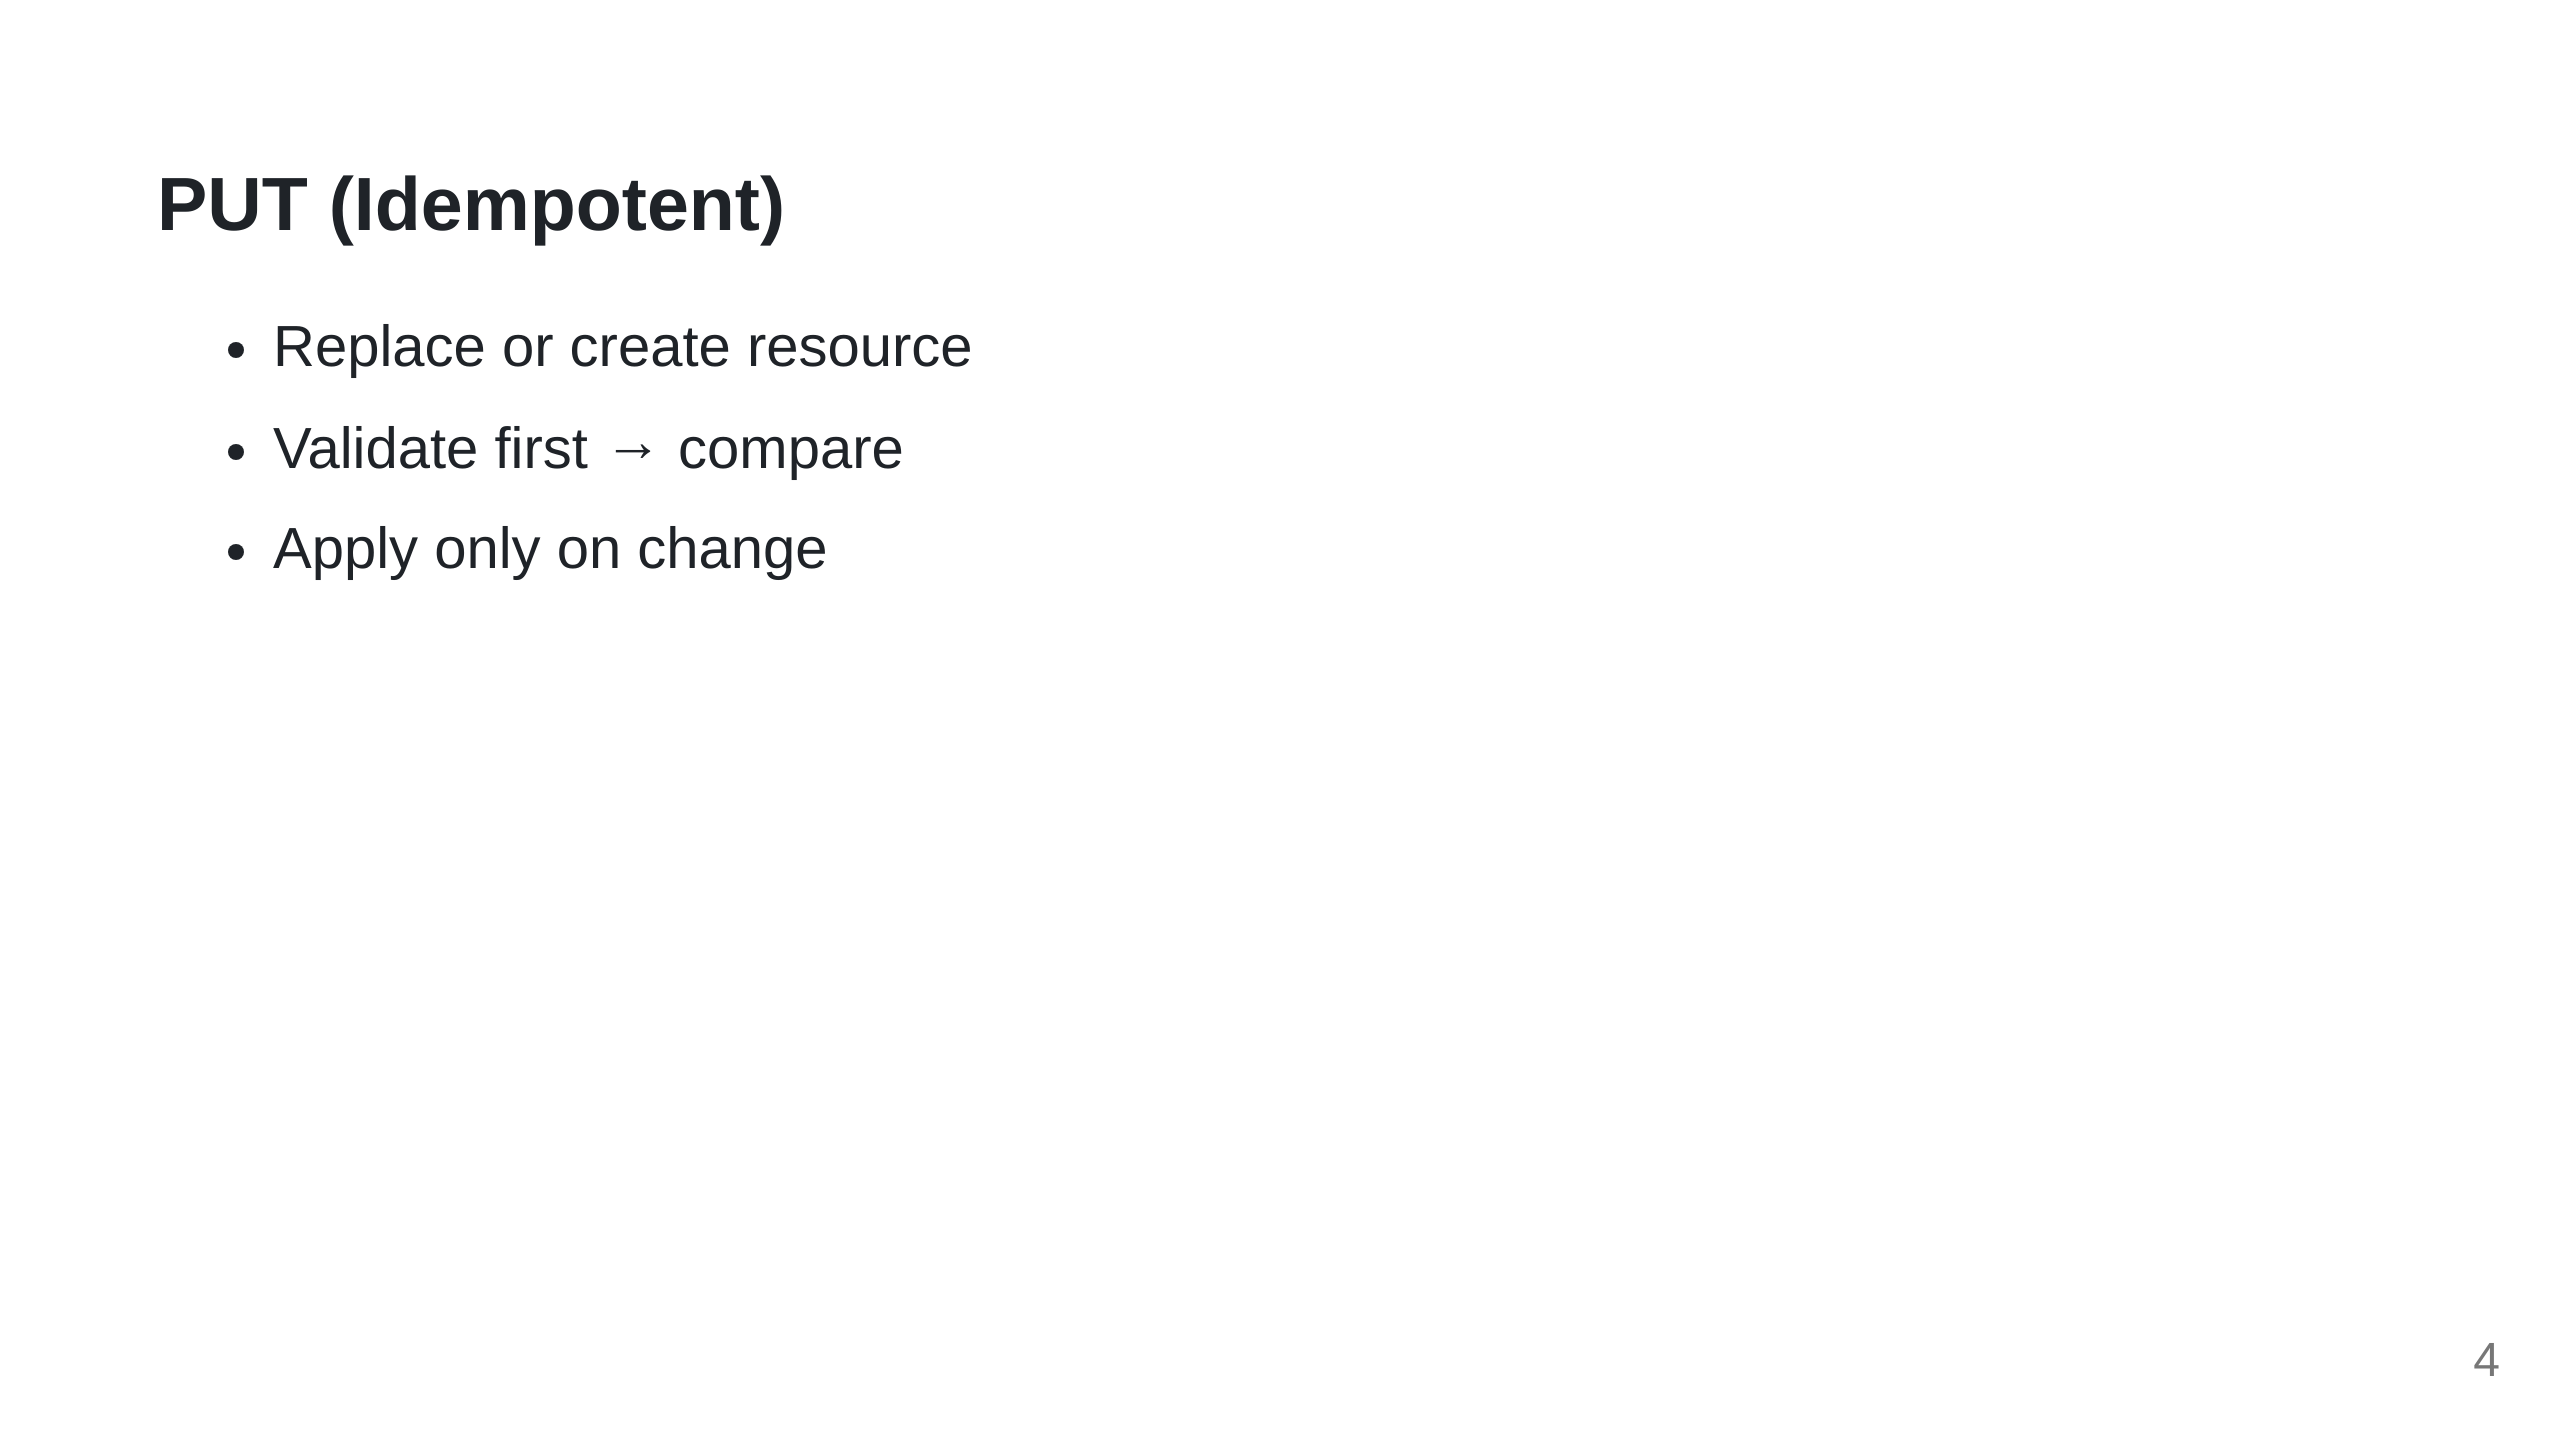 PUT (Idempotent)
• Replace or create resource
• Validate first → compare
• Apply only on change
4